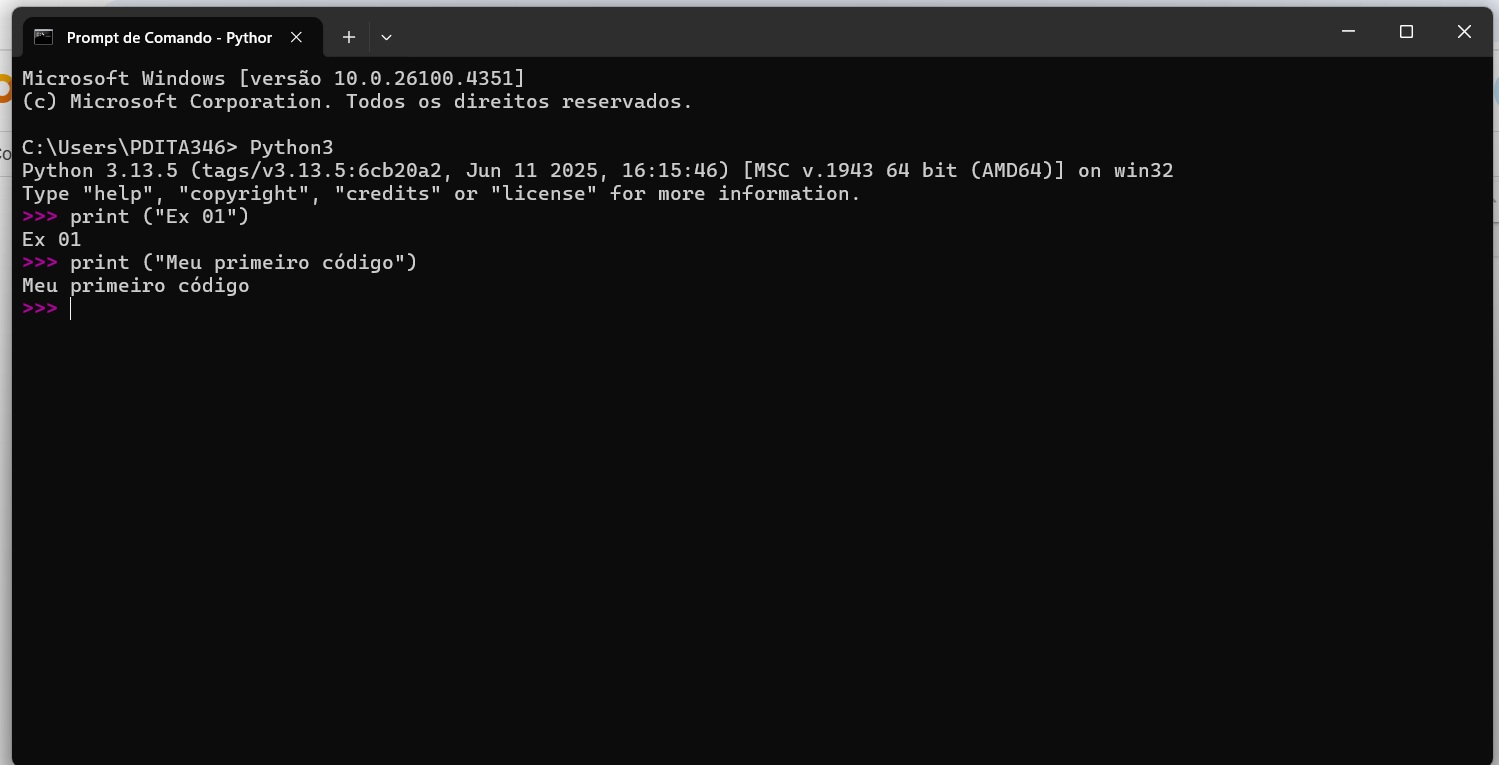 Prompt de Comando - Python
Microsoft Windows [versão 10.0.26100.4351]
(c) Microsoft Corporation. Todos os direitos reservados.
C:\Users\PDITA346> Python3
Python 3.13.5 (tags/v3.13.5:6cb20a2, Jun 11 2025, 16:15:46) [MSC v.1943 64 bit (AMD64)] on win32
Type "help", "copyright", "credits" or "license" for more information.
>>> print ("Ex 01")
Ex 01
>>> print ("Meu primeiro código")
Meu primeiro código
>>>